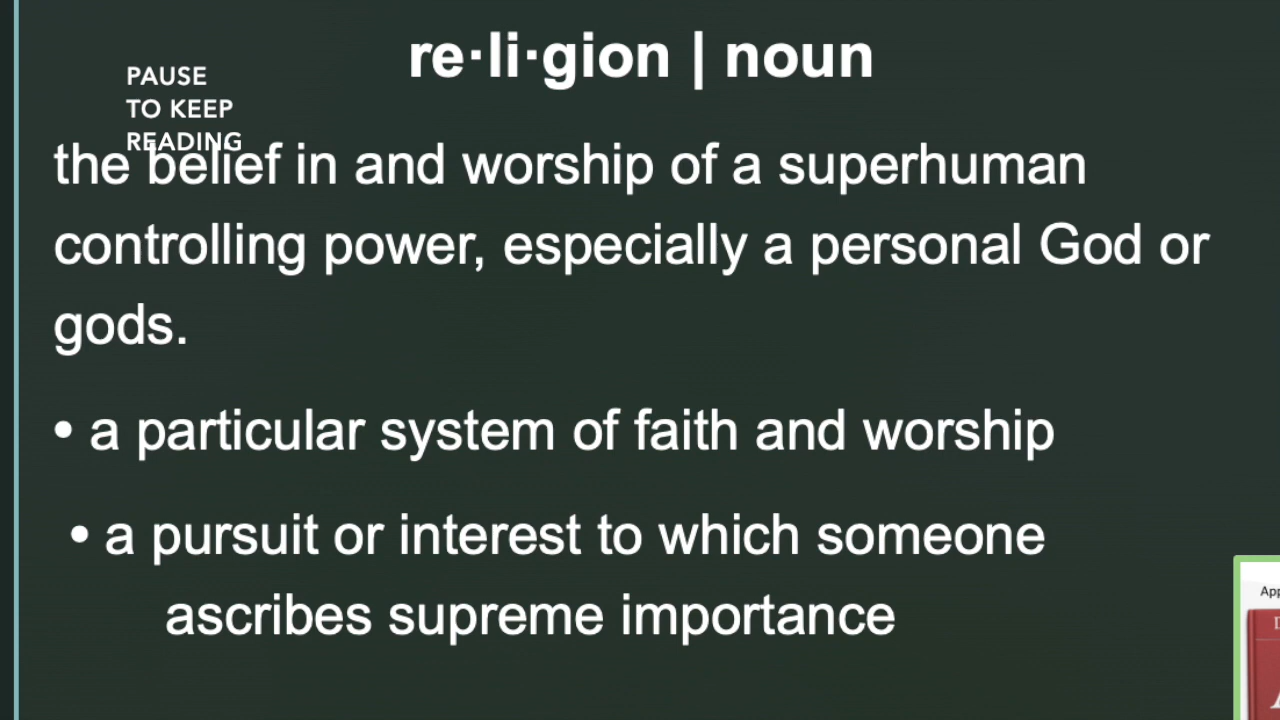 re·li·gion | noun
PAUSE
TO KEEP
READING
the belief in and worship of a superhuman
controlling power, especially a personal God or
gods.
• a particular system of faith and worship
• a pursuit or interest to which someone
ascribes supreme importance